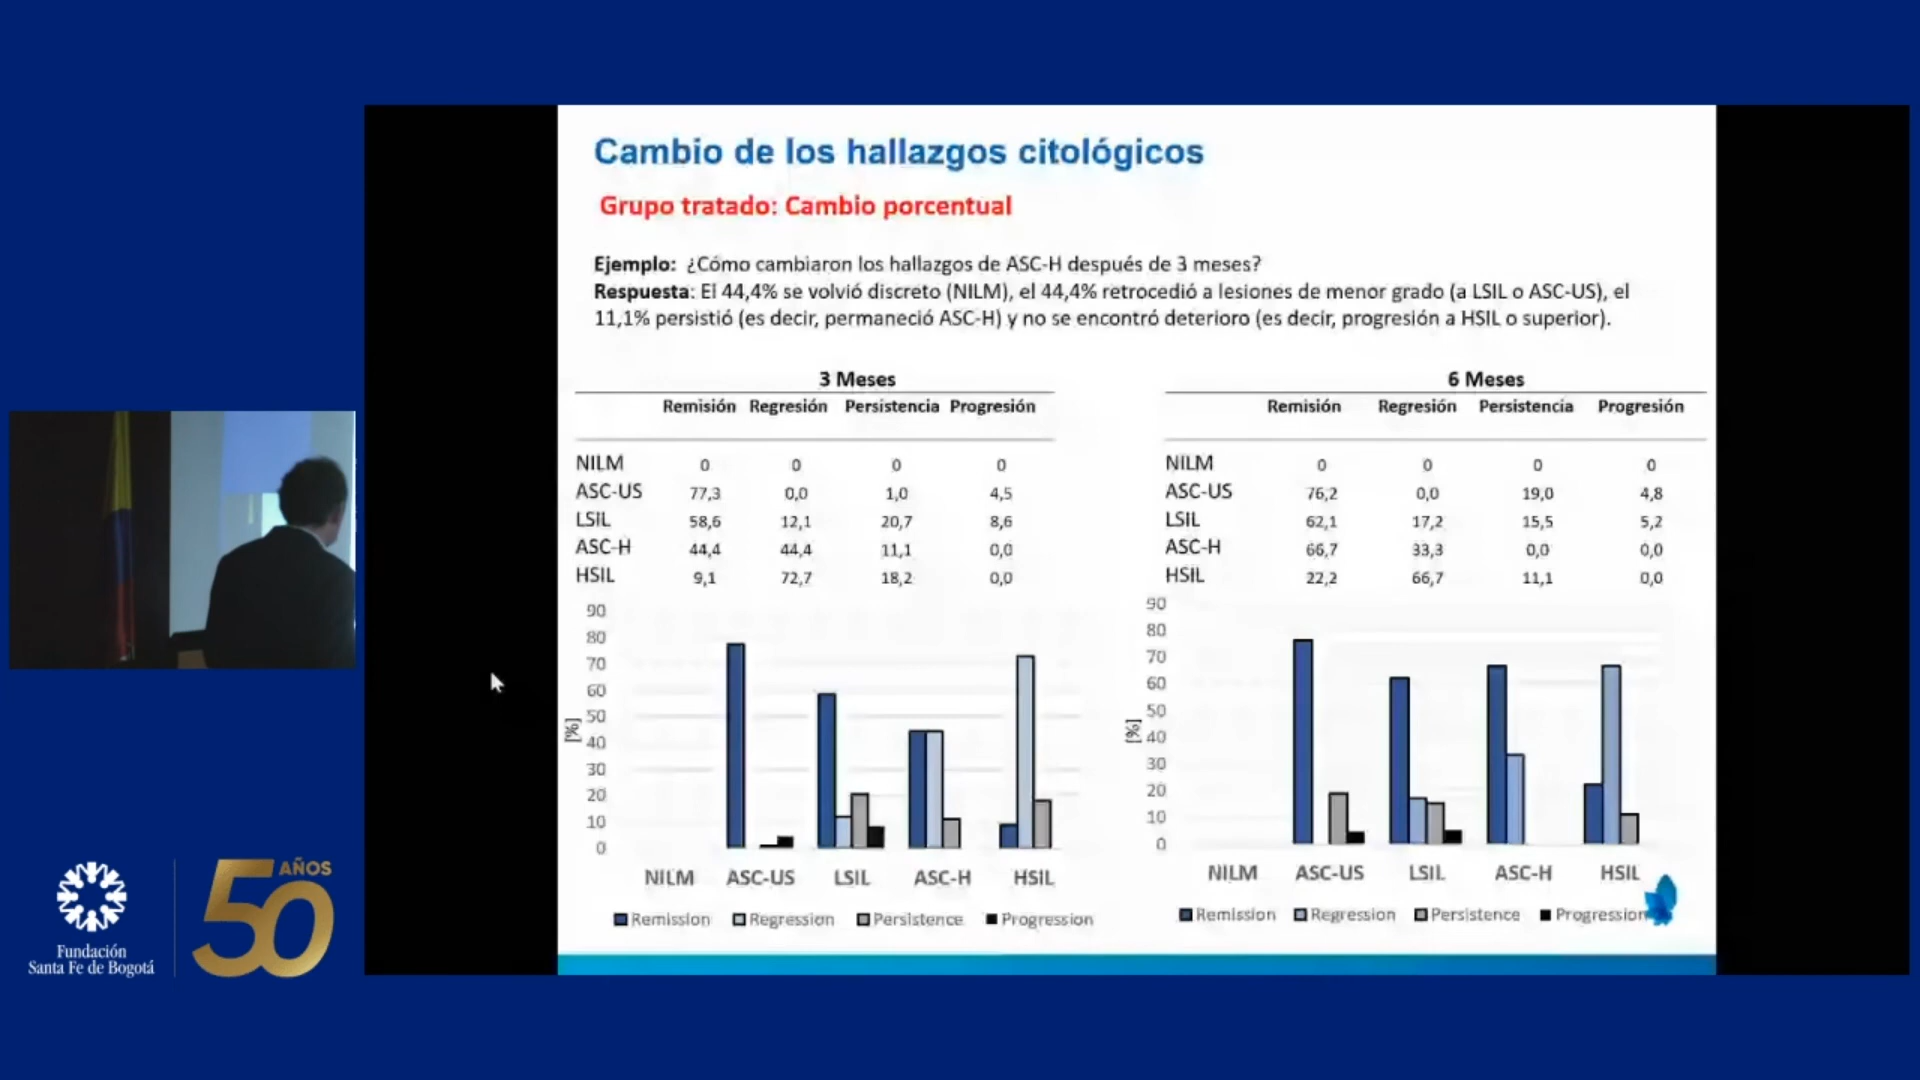 Cambio de los hallazgos citológicos
Grupo tratado: Cambio porcentual
Ejemplo: ¿Cómo cambiaron los hallazgos de ASC-H después de 3 meses?
Respuesta: El 44,4% se volvió discreto (NILM), el 44,4% retrocedió a lesiones de menor grado (a LSIL o ASC-US), el
11,1% persistió (es decir, permaneció ASC-H) y no se encontró deterioro (es decir, progresión a HSIL o superior).
3 Meses
Remisión Regresión Persistencia Progresión
NILM 0 0 0 0
ASC-US 77,3 0,0 1,0 4,5
LSIL 58,6 12,1 20,7 8,6
ASC-H 44,4 44,4 11,1 0,0
HSIL 9,1 72,7 18,2 0,0
90
80
70
60
50
40
30
20
10
0
[%]
NILM ASC-US LSIL ASC-H HSIL
Remission Regression Persistence Progression
6 Meses
Remisión Regresión Persistencia Progresión
NILM 0 0 0 0
ASC-US 76,2 0,0 19,0 4,8
LSIL 62,1 17,2 15,5 5,2
ASC-H 66,7 33,3 0,0 0,0
HSIL 22,2 66,7 11,1 0,0
90
80
70
60
50
40
30
20
10
0
[%]
NILM ASC-US LSIL ASC-H HSIL
Remission Regression Persistence Progression
Fundación
Santa Fe de Bogotá
50 AÑOS